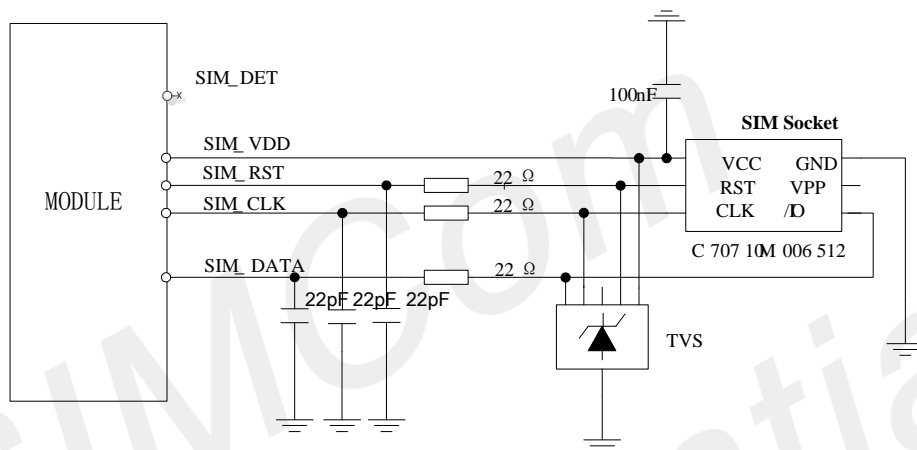 SIM_DET
100nF
SIM Socket
SIM_VDD
VCC GND
SIM_RST
22 Ω
RST VPP
MODULE
SIM_CLK
22 Ω
CLK /IO
C 707 10M 006 512
SIM_DATA
22 Ω
22pF 22pF 22pF
TVS
SIMCom